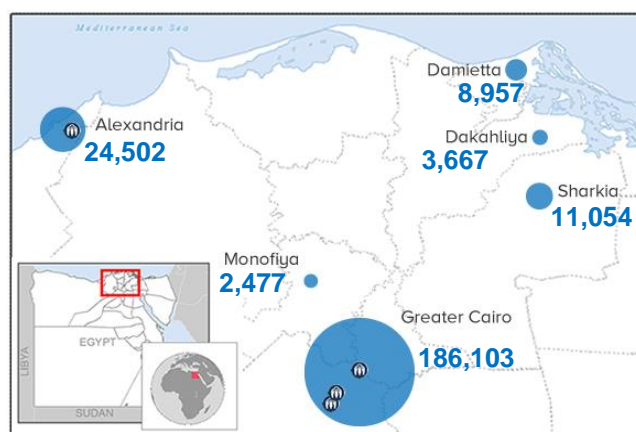 Mediterranean Sea
Damietta
8,957
Alexandria
24,502
Dakahliya
3,667
Sharkia
11,054
Monofiya
2,477
Greater Cairo
186,103
LIBYA
EGYPT
SUDAN